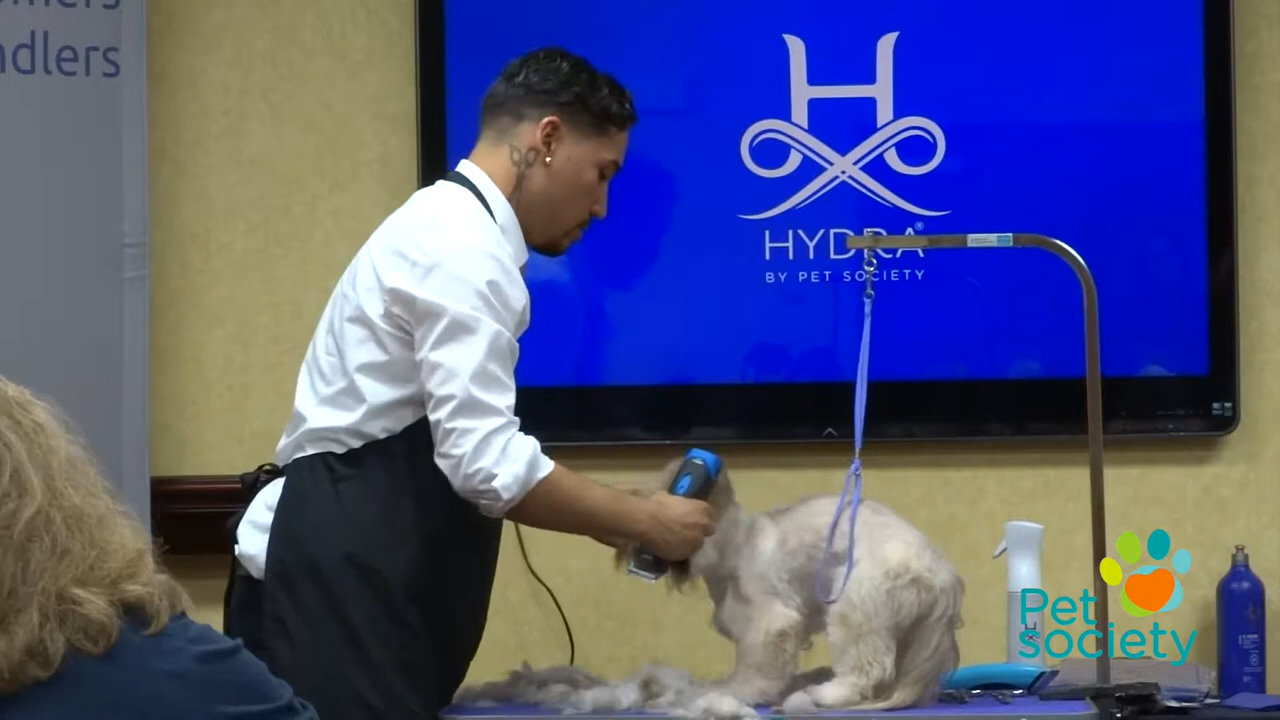 ndlers
H
HYDRA®
BY PET SOCIETY
Pet
society